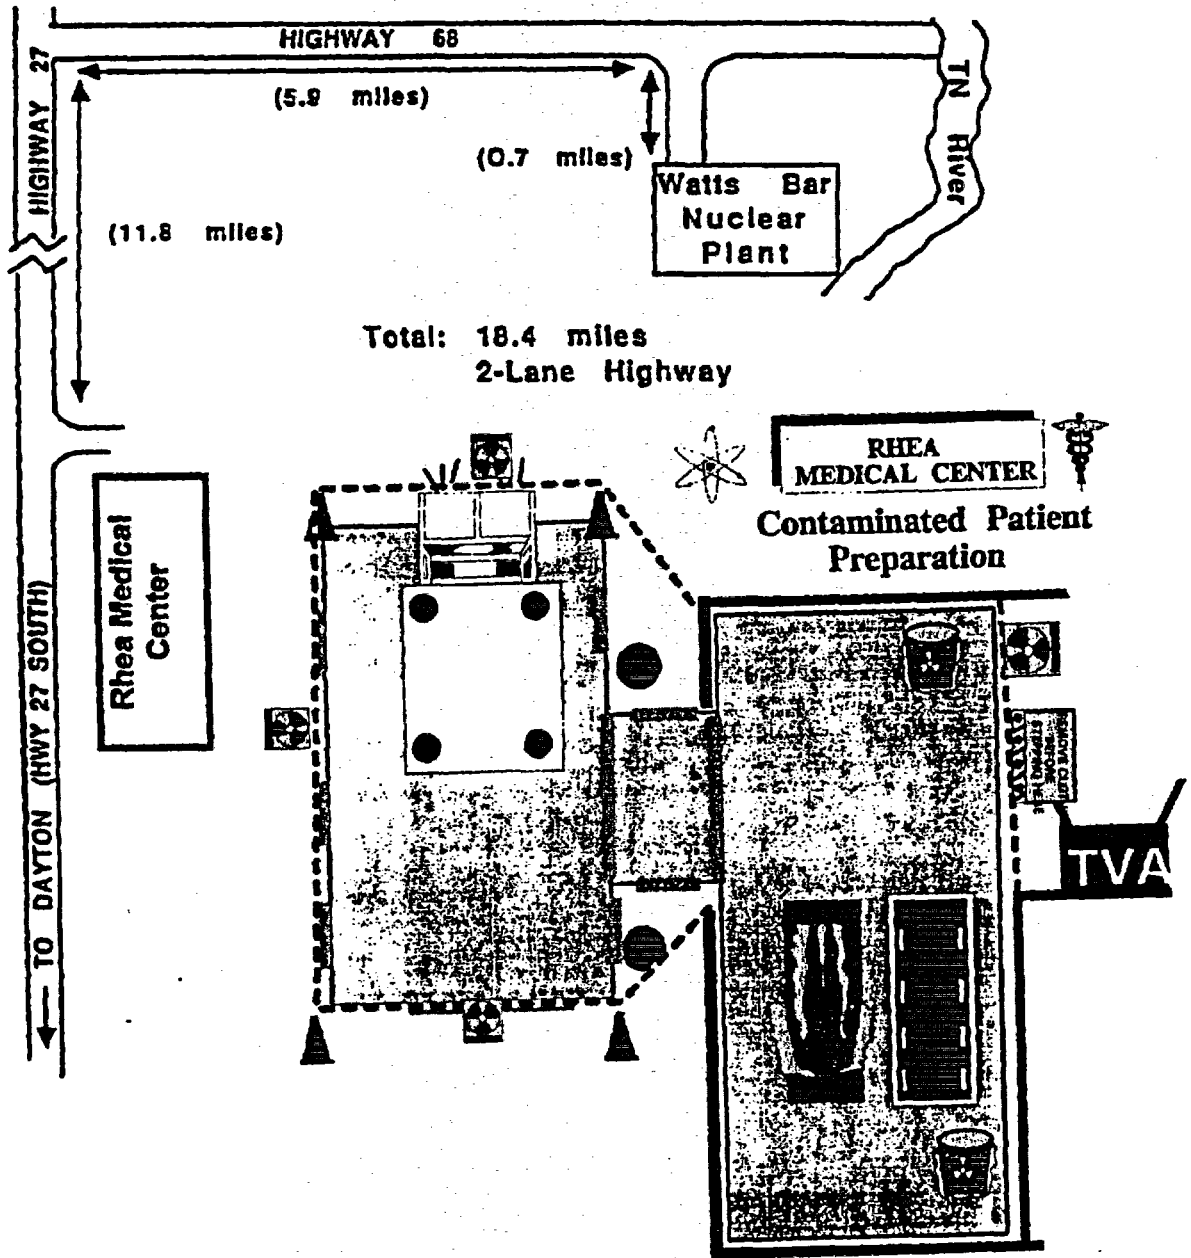 HIGHWAY 68
HIGHWAY 27
(5.9 miles)
(0.7 miles)
TN River
Watts Bar
Nuclear
Plant
(11.8 miles)
Total: 18.4 miles
2-Lane Highway
RHEA
MEDICAL CENTER
Contaminated Patient
Preparation
Rhea Medical
Center
TO DAYTON (HWY 27 SOUTH)
TVA